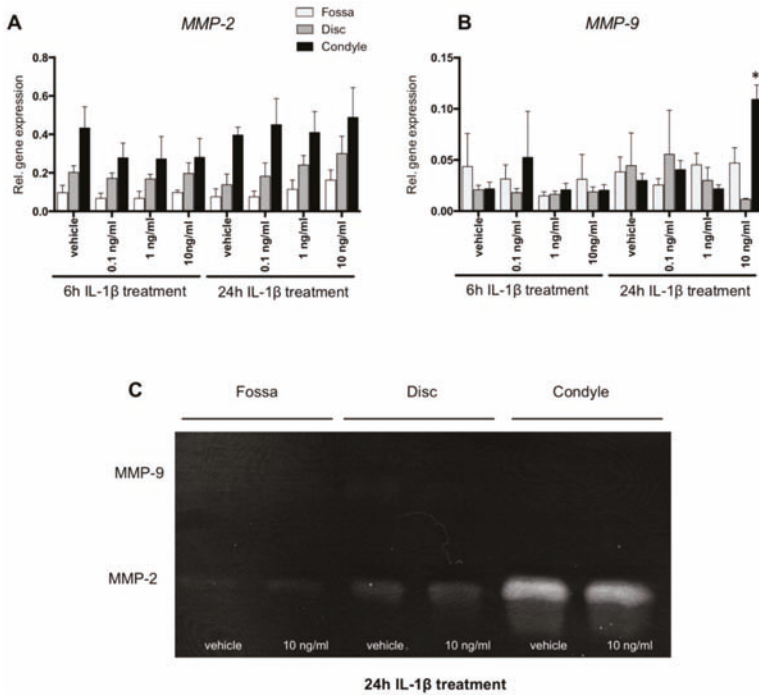 A
MMP-2
Fossa
Disc
Condyle
Rel. gene expression
0.8
0.6
0.4
0.2
0.0
vehicle
0.1 ng/ml
1 ng/ml
10ng/ml
vehicle
0.1 ng/ml
1 ng/ml
10 ng/ml
6h IL-1β treatment
24h IL-1β treatment
B
MMP-9
Rel. gene expression
0.15
0.10
0.05
0.00
*
vehicle
0.1 ng/ml
1 ng/ml
10ng/ml
vehicle
0.1 ng/ml
1 ng/ml
10 ng/ml
6h IL-1β treatment
24h IL-1β treatment
C
Fossa
Disc
Condyle
MMP-9
MMP-2
vehicle
10 ng/ml
vehicle
10 ng/ml
vehicle
10 ng/ml
24h IL-1β treatment